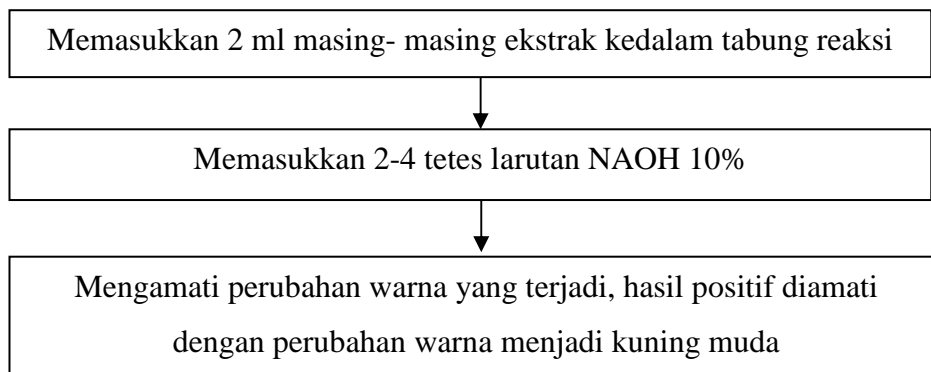 Memasukkan 2 ml masing- masing ekstrak kedalam tabung reaksi
Memasukkan 2-4 tetes larutan NAOH 10%
Mengamati perubahan warna yang terjadi, hasil positif diamati
dengan perubahan warna menjadi kuning muda